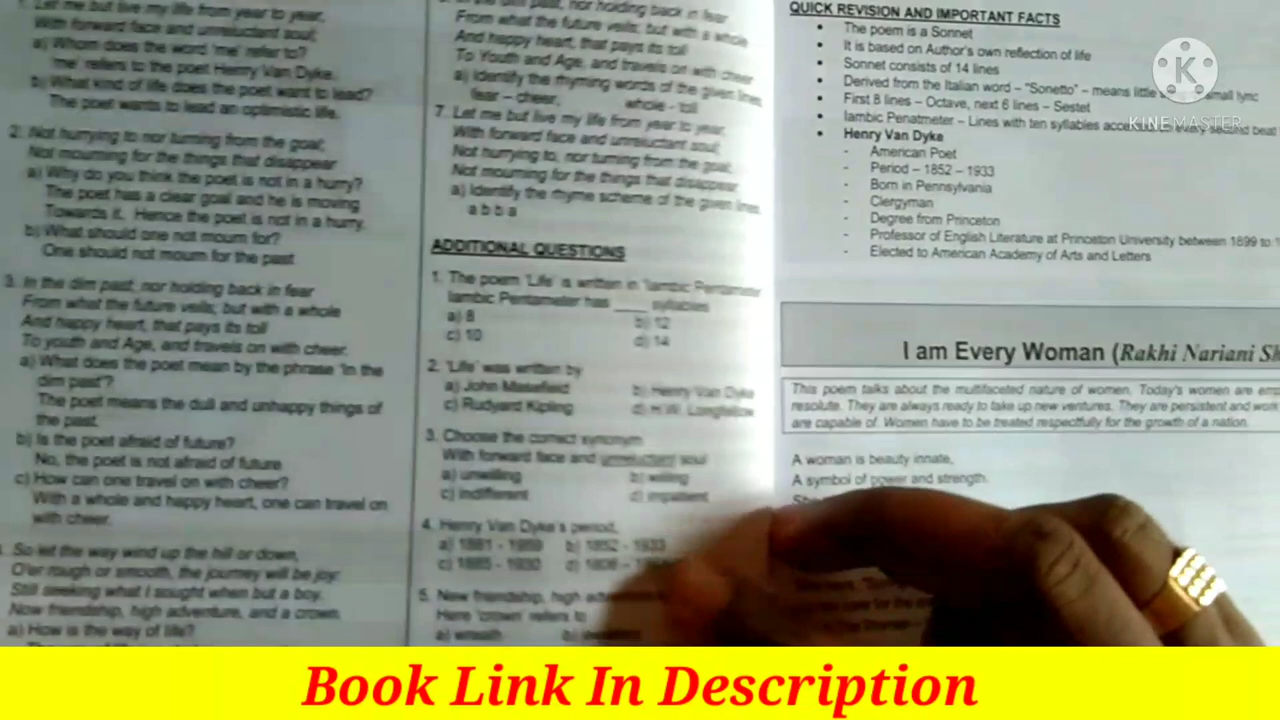 1. Let me but live my life from year to year,
With forward face and unreluctant soul;
a) Whom does the word 'me' refer to?
'me' refers to the poet Henry Van Dyke.
b) What kind of life does the poet want to lead?
The poet wants to lead an optimistic life.
2. Not hurrying to nor turning from the goal;
Not mourning for the things that disappear
a) Why do you think the poet is not in a hurry?
The poet has a clear goal and he is moving
Towards it. Hence the poet is not in a hurry.
b) What should one not mourn for?
One should not mourn for the past
3. In the dim past, nor holding back in fear
From what the future veils; but with a whole
And happy heart, that pays its toll
To youth and Age, and travels on with cheer.
a) What does the poet mean by the phrase 'in the
dim past'?
The poet means the dull and unhappy things of
the past.
b) Is the poet afraid of future?
No, the poet is not afraid of future
c) How can one travel on with cheer?
With a whole and happy heart, one can travel on
with cheer.
So let the way wind up the hill or down,
O'er rough or smooth, the journey will be joy:
Still seeking what I sought when but a boy.
New friendship, high adventure, and a crown.
a) How is the way of life?
In the dim past, nor holding back in fear
From what the future veils; but with a whole
And happy heart, that pays its toll
To Youth and Age, and travels on with cheer
a) Identify the rhyming words of the given lines
fear – cheer, whole - toll
7. Let me but live my life from year to year,
With forward face and unreluctant soul;
Not hurrying to, nor turning from the goal;
Not mourning for the things that disappear
a) Identify the rhyme scheme of the given lines.
a b b a
ADDITIONAL QUESTIONS
1. The poem 'Life' is written in 'Iambic Pentameter
Iambic Pentameter has ____ syllables
a) 8 b) 12
c) 10 d) 14
2. 'Life' was written by
a) John Masefield b) Henry Van Dyke
c) Rudyard Kipling d) H.W. Longfellow
3. Choose the correct synonym
With forward face and unreluctant soul
a) unwilling b) willing
c) indifferent d) impatient
4. Henry Van Dyke's period,
a) 1881 - b) 1852 - 1933
c) 1885 - 1930 d)
5. New friendship, high
Here 'crown' refers to
a) wreath b)
QUICK REVISION AND IMPORTANT FACTS
• The poem is a Sonnet
• It is based on Author's own reflection of life
• Sonnet consists of 14 lines
• Derived from the Italian word – "Sonetto" – means little small lyric
• First 8 lines – Octave, next 6 lines – Sestet
• Iambic Penatmeter – Lines with ten syllables second beat
• Henry Van Dyke
- American Poet
- Period – 1852 – 1933
- Born in Pennsylvania
- Clergyman
- Degree from Princeton
- Professor of English Literature at Princeton University between 1899 to
- Elected to American Academy of Arts and Letters
I am Every Woman (Rakhi Nariani Sh
This poem talks about the multifaceted nature of women. Today's women are
resolute. They are always ready to take up new ventures. They are persistent and
are capable of. Women have to be treated respectfully for the growth of a nation.
A woman is beauty innate,
A symbol of power and strength.
K
KINEMASTER
Book Link In Description